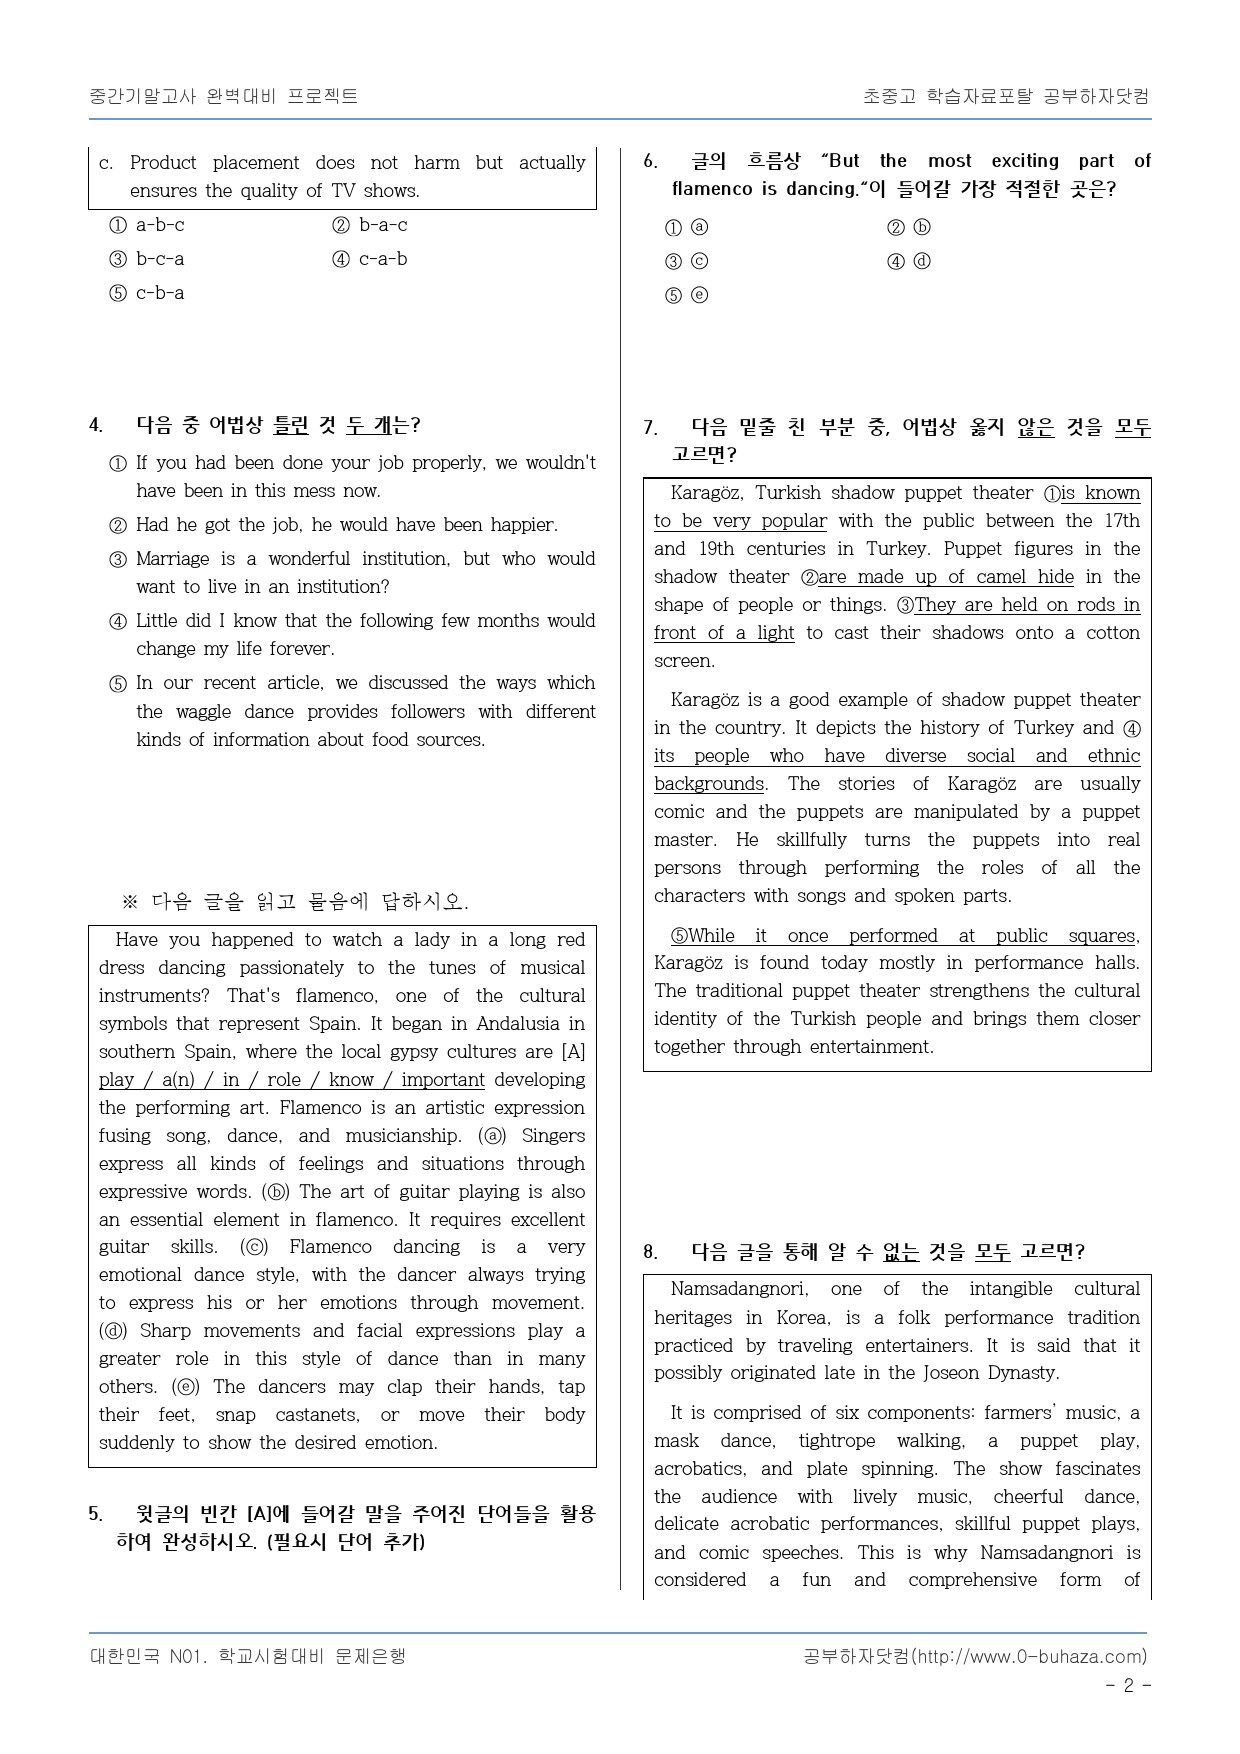 중간기말고사 완벽대비 프로젝트
초중고 학습자료포탈 공부하자닷컴
c. Product placement does not harm but actually
ensures the quality of TV shows.
① a-b-c ② b-a-c
③ b-c-a ④ c-a-b
⑤ c-b-a
4. 다음 중 어법상 틀린 것 두 개는?
① If you had been done your job properly, we wouldn't
have been in this mess now.
② Had he got the job, he would have been happier.
③ Marriage is a wonderful institution, but who would
want to live in an institution?
④ Little did I know that the following few months would
change my life forever.
⑤ In our recent article, we discussed the ways which
the waggle dance provides followers with different
kinds of information about food sources.
※ 다음 글을 읽고 물음에 답하시오.
Have you happened to watch a lady in a long red
dress dancing passionately to the tunes of musical
instruments? That's flamenco, one of the cultural
symbols that represent Spain. It began in Andalusia in
southern Spain, where the local gypsy cultures are [A]
play / a(n) / in / role / know / important developing
the performing art. Flamenco is an artistic expression
fusing song, dance, and musicianship. (ⓐ) Singers
express all kinds of feelings and situations through
expressive words. (ⓑ) The art of guitar playing is also
an essential element in flamenco. It requires excellent
guitar skills. (ⓒ) Flamenco dancing is a very
emotional dance style, with the dancer always trying
to express his or her emotions through movement.
(ⓓ) Sharp movements and facial expressions play a
greater role in this style of dance than in many
others. (ⓔ) The dancers may clap their hands, tap
their feet, snap castanets, or move their body
suddenly to show the desired emotion.
5. 윗글의 빈칸 [A]에 들어갈 말을 주어진 단어들을 활용
하여 완성하시오. (필요시 단어 추가)
6. 글의 흐름상 “But the most exciting part of
flamenco is dancing.“이 들어갈 가장 적절한 곳은?
① ⓐ ② ⓑ
③ ⓒ ④ ⓓ
⑤ ⓔ
7. 다음 밑줄 친 부분 중, 어법상 옳지 않은 것을 모두
고르면?
Karagöz, Turkish shadow puppet theater ①is known
to be very popular with the public between the 17th
and 19th centuries in Turkey. Puppet figures in the
shadow theater ②are made up of camel hide in the
shape of people or things. ③They are held on rods in
front of a light to cast their shadows onto a cotton
screen.
Karagöz is a good example of shadow puppet theater
in the country. It depicts the history of Turkey and ④
its people who have diverse social and ethnic
backgrounds. The stories of Karagöz are usually
comic and the puppets are manipulated by a puppet
master. He skillfully turns the puppets into real
persons through performing the roles of all the
characters with songs and spoken parts.
⑤While it once performed at public squares,
Karagöz is found today mostly in performance halls.
The traditional puppet theater strengthens the cultural
identity of the Turkish people and brings them closer
together through entertainment.
8. 다음 글을 통해 알 수 없는 것을 모두 고르면?
Namsadangnori, one of the intangible cultural
heritages in Korea, is a folk performance tradition
practiced by traveling entertainers. It is said that it
possibly originated late in the Joseon Dynasty.
It is comprised of six components: farmers’ music, a
mask dance, tightrope walking, a puppet play,
acrobatics, and plate spinning. The show fascinates
the audience with lively music, cheerful dance,
delicate acrobatic performances, skillful puppet plays,
and comic speeches. This is why Namsadangnori is
considered a fun and comprehensive form of
대한민국 N01. 학교시험대비 문제은행
공부하자닷컴(http://www.0-buhaza.com)
- 2 -